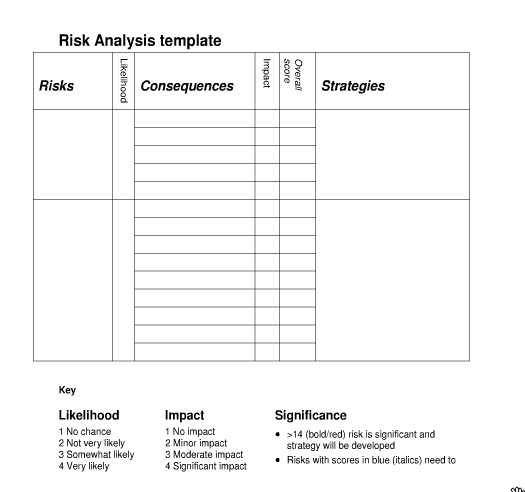 Risk Analysis template
Risks
Likelihood
Consequences
Impact
Overall
score
Strategies
Key
Likelihood
1 No chance
2 Not very likely
3 Somewhat likely
4 Very likely
Impact
1 No impact
2 Minor impact
3 Moderate impact
4 Significant impact
Significance
• >14 (bold/red) risk is significant and
strategy will be developed
• Risks with scores in blue (italics) need to